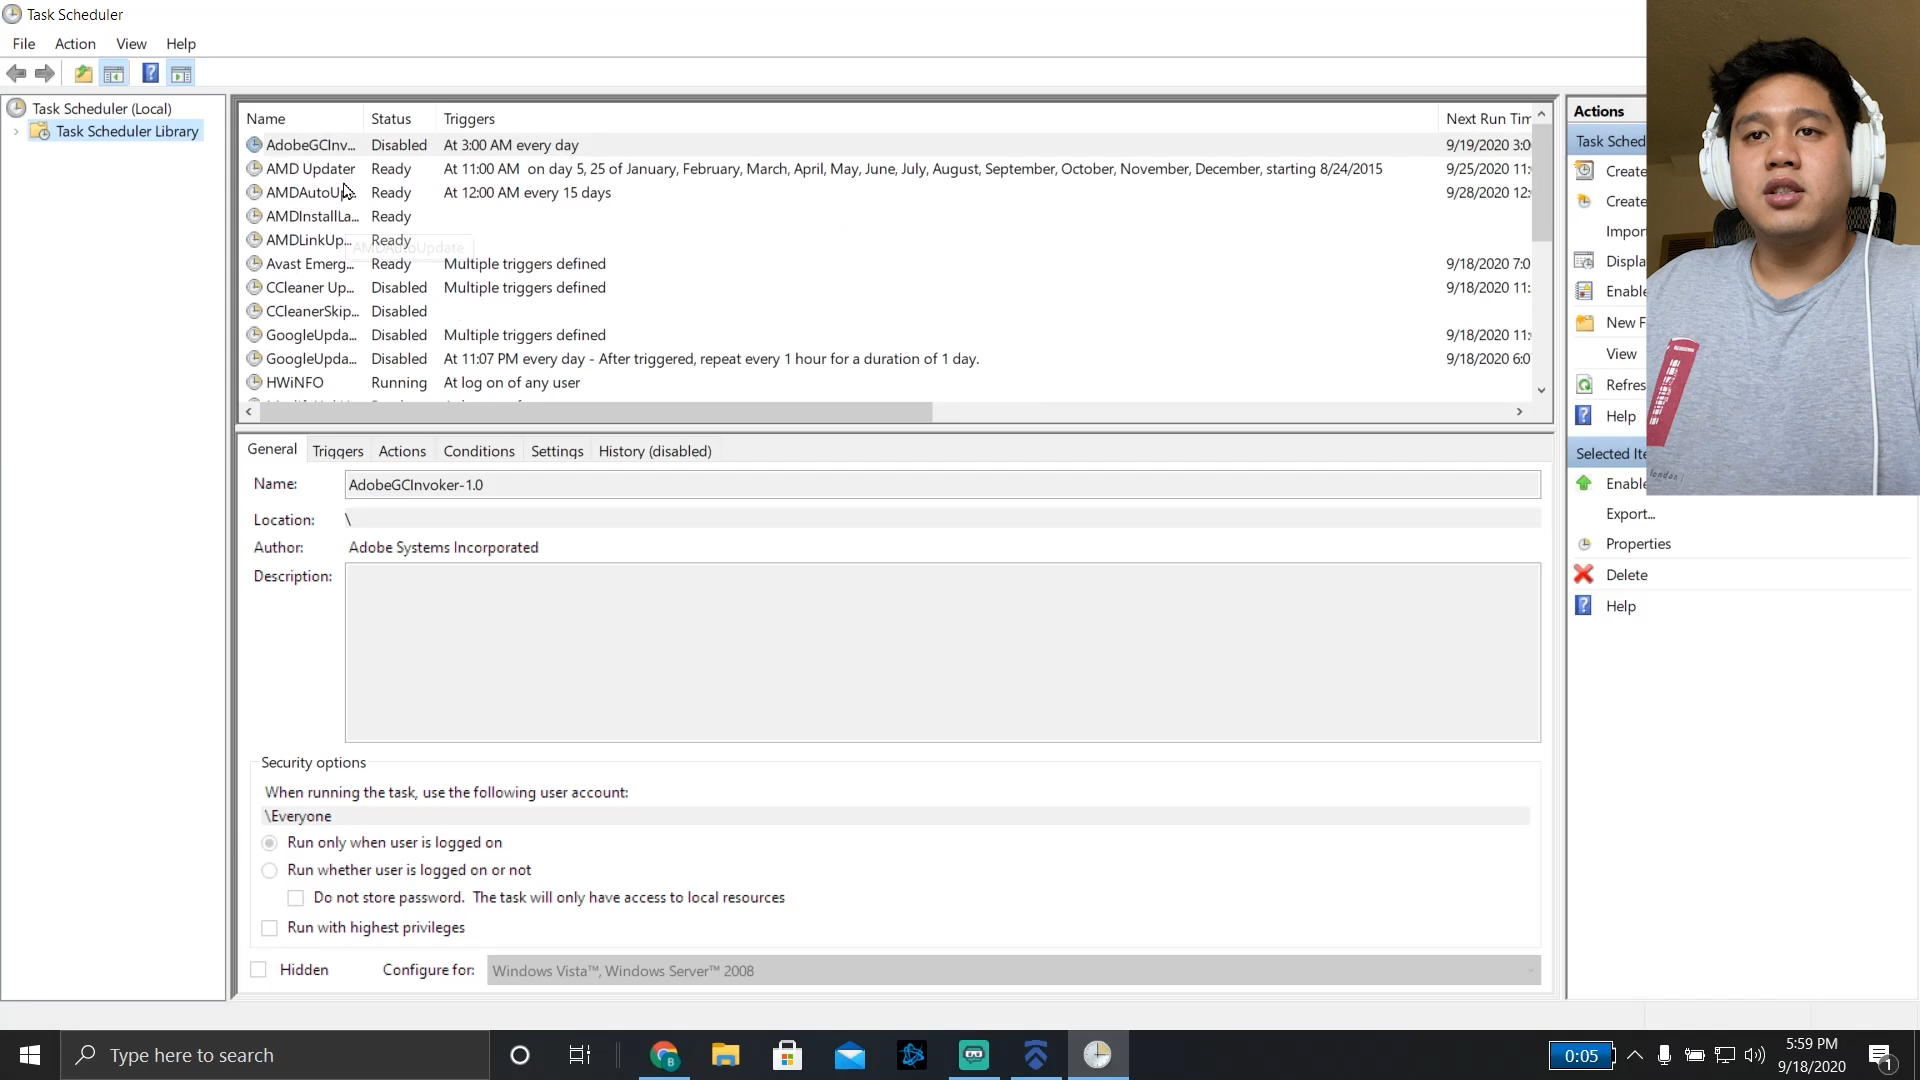 Task Scheduler
File Action View Help
Task Scheduler (Local)
Task Scheduler Library
Name Status Triggers Next Run Tim
AdobeGCInv... Disabled At 3:00 AM every day 9/19/2020 3:0
AMD Updater Ready At 11:00 AM on day 5, 25 of January, February, March, April, May, June, July, August, September, October, November, December, starting 8/24/2015 9/25/2020 11:
AMDAutoUp... Ready At 12:00 AM every 15 days 9/28/2020 12:
AMDInstallLa... Ready
AMDLinkUp... Ready
AMDAutoUpdate
Avast Emerg... Ready Multiple triggers defined 9/18/2020 7:0
CCleaner Up... Disabled Multiple triggers defined 9/18/2020 11:
CCleanerSkip... Disabled
GoogleUpda... Disabled Multiple triggers defined 9/18/2020 11:
GoogleUpda... Disabled At 11:07 PM every day - After triggered, repeat every 1 hour for a duration of 1 day. 9/18/2020 6:0
HWiNFO Running At log on of any user
General Triggers Actions Conditions Settings History (disabled)
Name: AdobeGCInvoker-1.0
Location: \
Author: Adobe Systems Incorporated
Description:
Security options
When running the task, use the following user account:
\Everyone
Run only when user is logged on
Run whether user is logged on or not
Do not store password. The task will only have access to local resources
Run with highest privileges
Hidden Configure for: Windows Vista™, Windows Server™ 2008
Actions
Task Sched
Create
Create
Impor
Displa
Enable
New F
View
Refres
Help
Selected Ite
Enable
Export...
Properties
Delete
Help
london
Type here to search
B
0:05
5:59 PM
9/18/2020
1